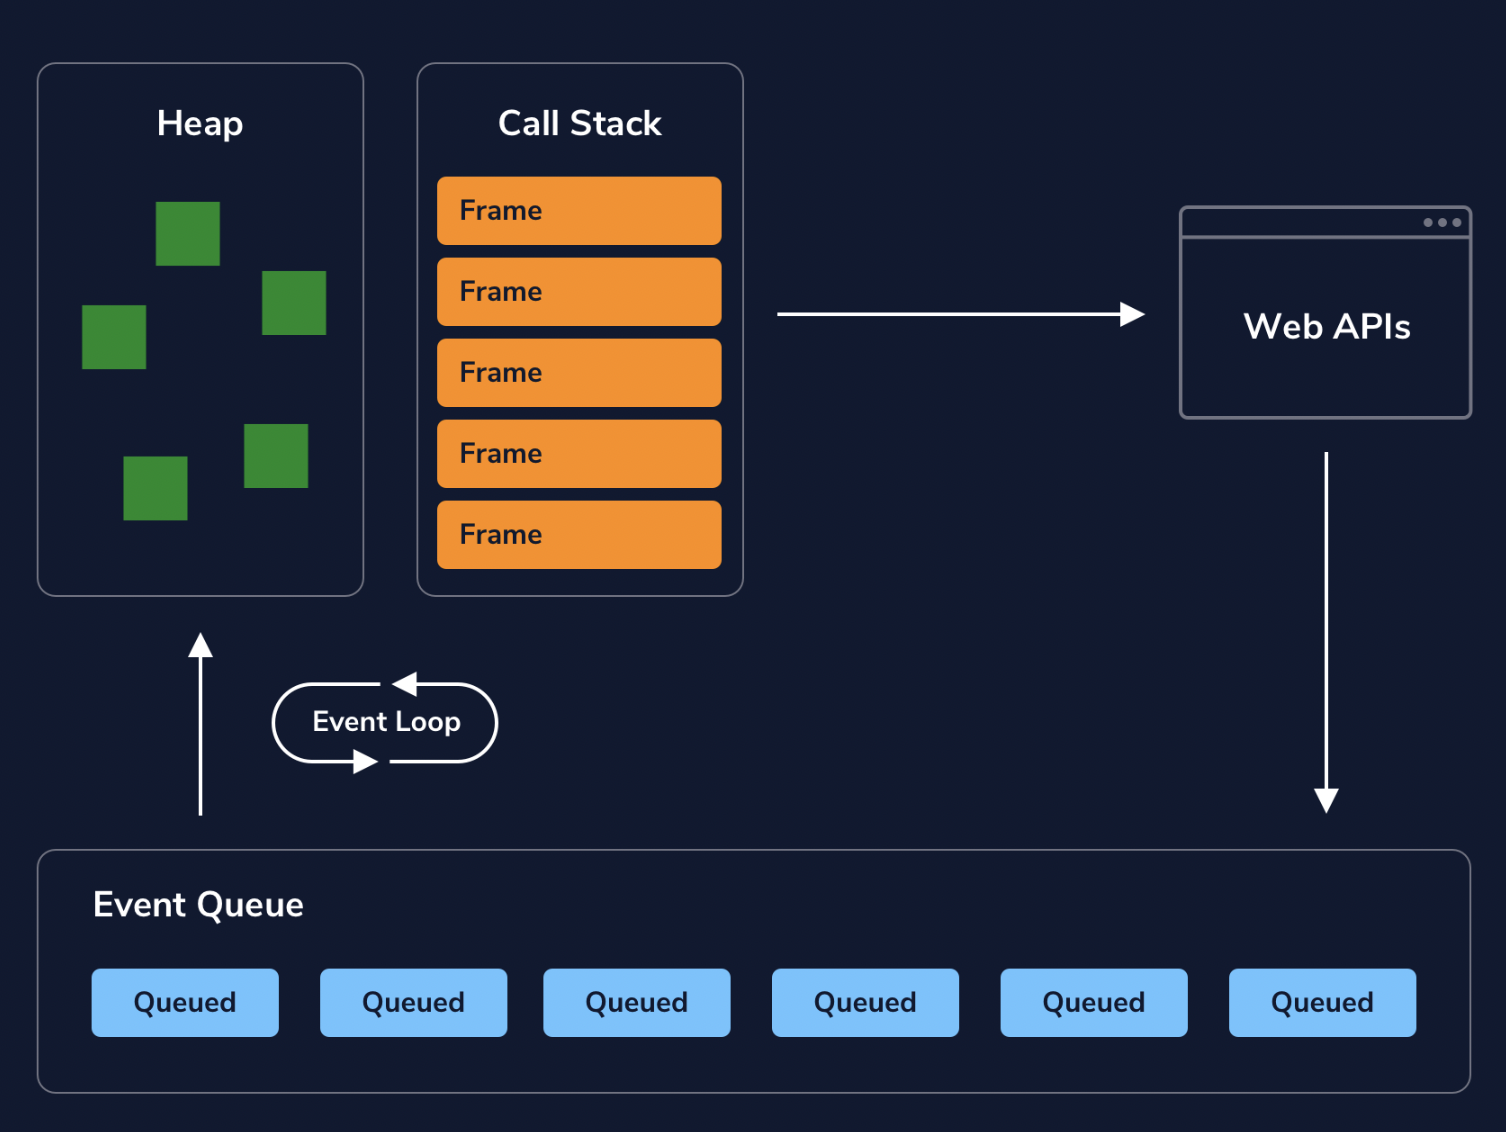 Heap
Call Stack
Frame
Frame
Frame
Frame
Frame
Web APIs
Event Loop
Event Queue
Queued
Queued
Queued
Queued
Queued
Queued